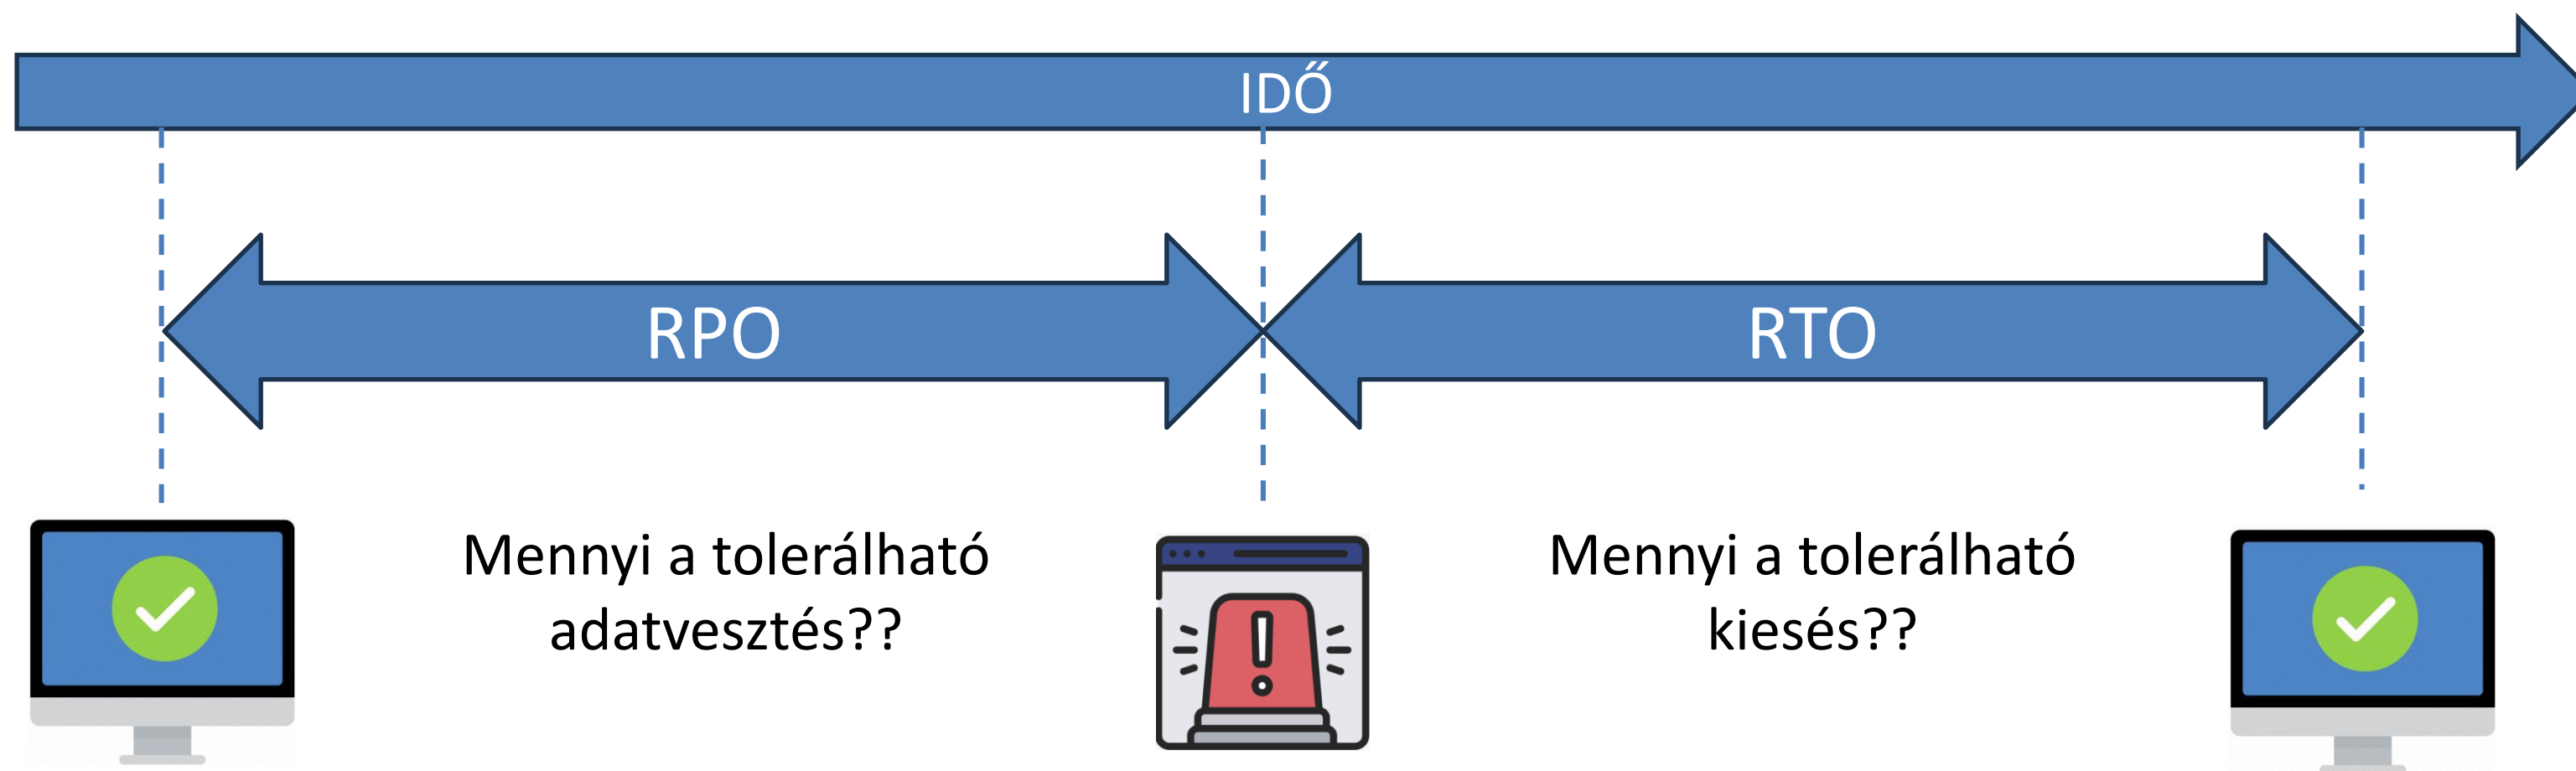 IDŐ
RPO
RTO
Mennyi a tolerálható
adatvesztés??
Mennyi a tolerálható
kiesés??